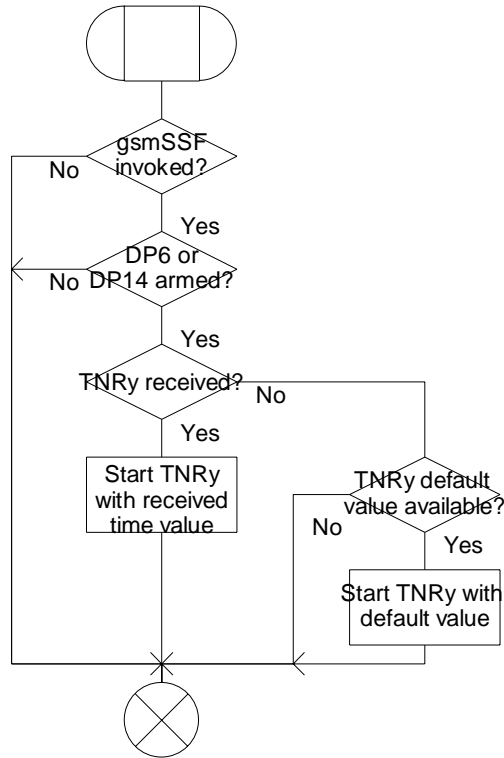 gsmSSF
invoked?
No
Yes
DP6 or
DP14 armed?
No
Yes
TNRy received?
No
Yes
Start TNRy
with received
time value
TNRy default
value available?
No
Yes
Start TNRy with
default value